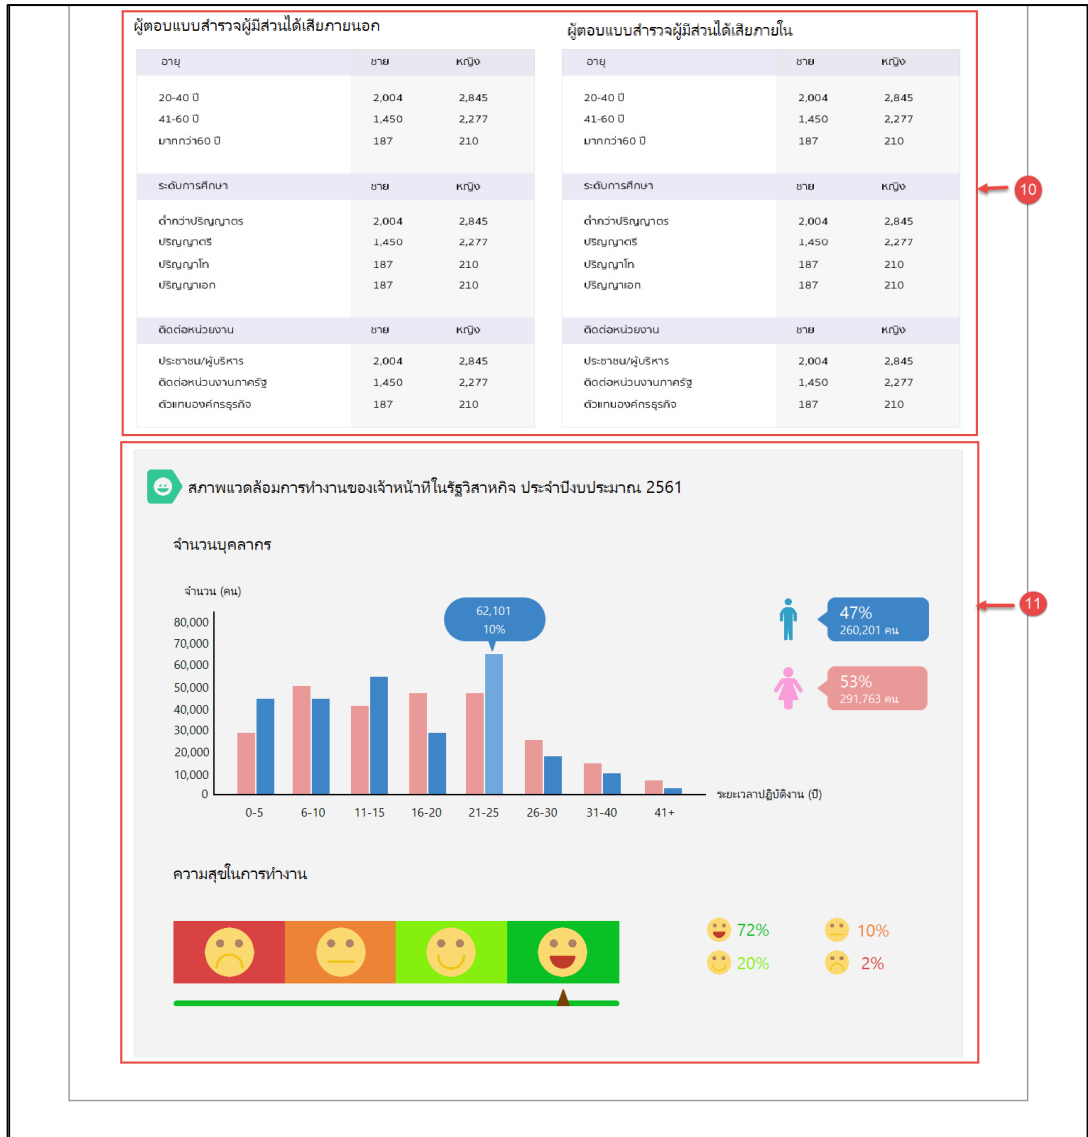 ผู้ตอบแบบสำรวจผู้มีส่วนได้เสียภายนอก
อายุ ชาย หญิง
20-40 ปี 2,004 2,845
41-60 ปี 1,450 2,277
มากกว่า60 ปี 187 210
ระดับการศึกษา ชาย หญิง
ต่ำกว่าปริญญาตร 2,004 2,845
ปริญญาตรี 1,450 2,277
ปริญญาโท 187 210
ปริญญาเอก 187 210
ติดต่อหน่วยงาน ชาย หญิง
ประชาชน/ผู้บริหาร 2,004 2,845
ติดต่อหน่วนงานภาครัฐ 1,450 2,277
ตัวแทนองค์กรธุรกิจ 187 210
ผู้ตอบแบบสำรวจผู้มีส่วนได้เสียภายใน
อายุ ชาย หญิง
20-40 ปี 2,004 2,845
41-60 ปี 1,450 2,277
มากกว่า60 ปี 187 210
ระดับการศึกษา ชาย หญิง
ต่ำกว่าปริญญาตร 2,004 2,845
ปริญญาตรี 1,450 2,277
ปริญญาโท 187 210
ปริญญาเอก 187 210
ติดต่อหน่วยงาน ชาย หญิง
ประชาชน/ผู้บริหาร 2,004 2,845
ติดต่อหน่วนงานภาครัฐ 1,450 2,277
ตัวแทนองค์กรธุรกิจ 187 210
10
สภาพแวดล้อมการทำงานของเจ้าหน้าที่ในรัฐวิสาหกิจ ประจำปีงบประมาณ 2561
จำนวนบุคลากร
จำนวน (คน)
80,000
70,000
60,000
50,000
40,000
30,000
20,000
10,000
0
62,101
10%
0-5 6-10 11-15 16-20 21-25 26-30 31-40 41+
ระยะเวลาปฏิบัติงาน (ปี)
47%
260,201 คน
53%
291,763 คน
11
ความสุขในการทำงาน
72% 10%
20% 2%